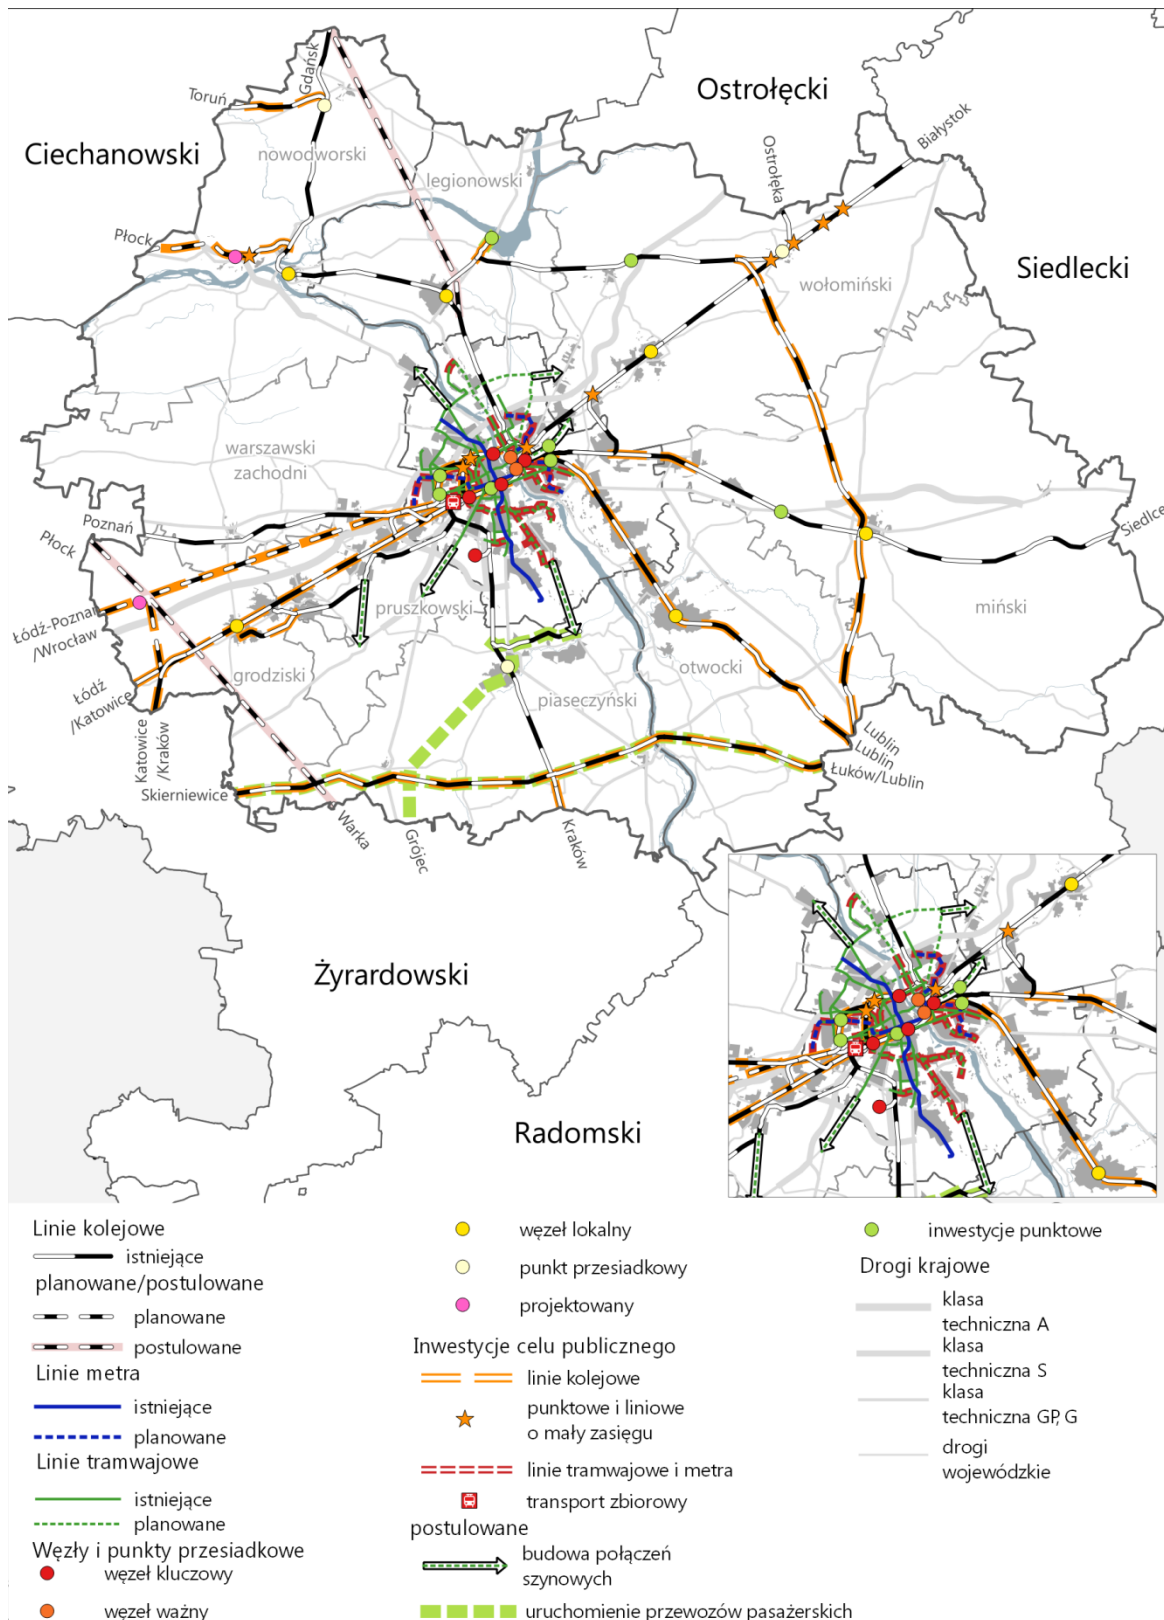 Ostrołęcki
Gdańsk
Toruń
Białystok
Ciechanowski
nowodworski
Ostrołęka
legionowski
Płock
Siedlecki
wołomiński
warszawski
zachodni
Poznań
Siedlce
Płock
Łódź-Poznań
/Wrocław
pruszkowski
miński
grodziski
otwocki
Łódź
/Katowice
piaseczyński
Katowice
/Kraków
Lublin
Lublin
Łuków/Lublin
Skierniewice
Warka
Grójec
Kraków
Żyrardowski
Radomski
Linie kolejowe
istniejące
planowane/postulowane
planowane
postulowane
Linie metra
istniejące
planowane
Linie tramwajowe
istniejące
planowane
Węzły i punkty przesiadkowe
węzeł kluczowy
węzeł ważny
węzeł lokalny
punkt przesiadkowy
projektowany
Inwestycje celu publicznego
linie kolejowe
punktowe i liniowe
o mały zasięgu
linie tramwajowe i metra
transport zbiorowy
postulowane
budowa połączeń
szynowych
uruchomienie przewozów pasażerskich
inwestycje punktowe
Drogi krajowe
klasa
techniczna A
klasa
techniczna S
klasa
techniczna GP, G
drogi
wojewódzkie